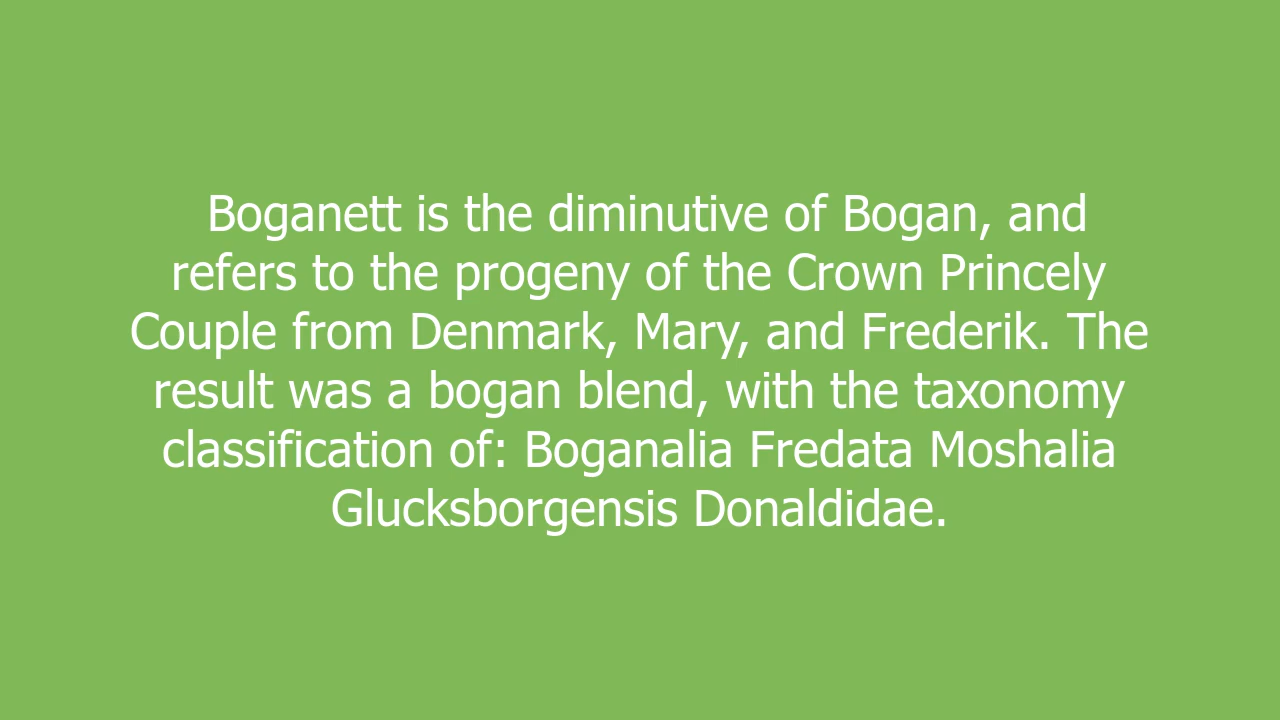 Boganett is the diminutive of Bogan, and
refers to the progeny of the Crown Princely
Couple from Denmark, Mary, and Frederik. The
result was a bogan blend, with the taxonomy
classification of: Boganalia Fredata Moshalia
Glucksborgensis Donaldidae.